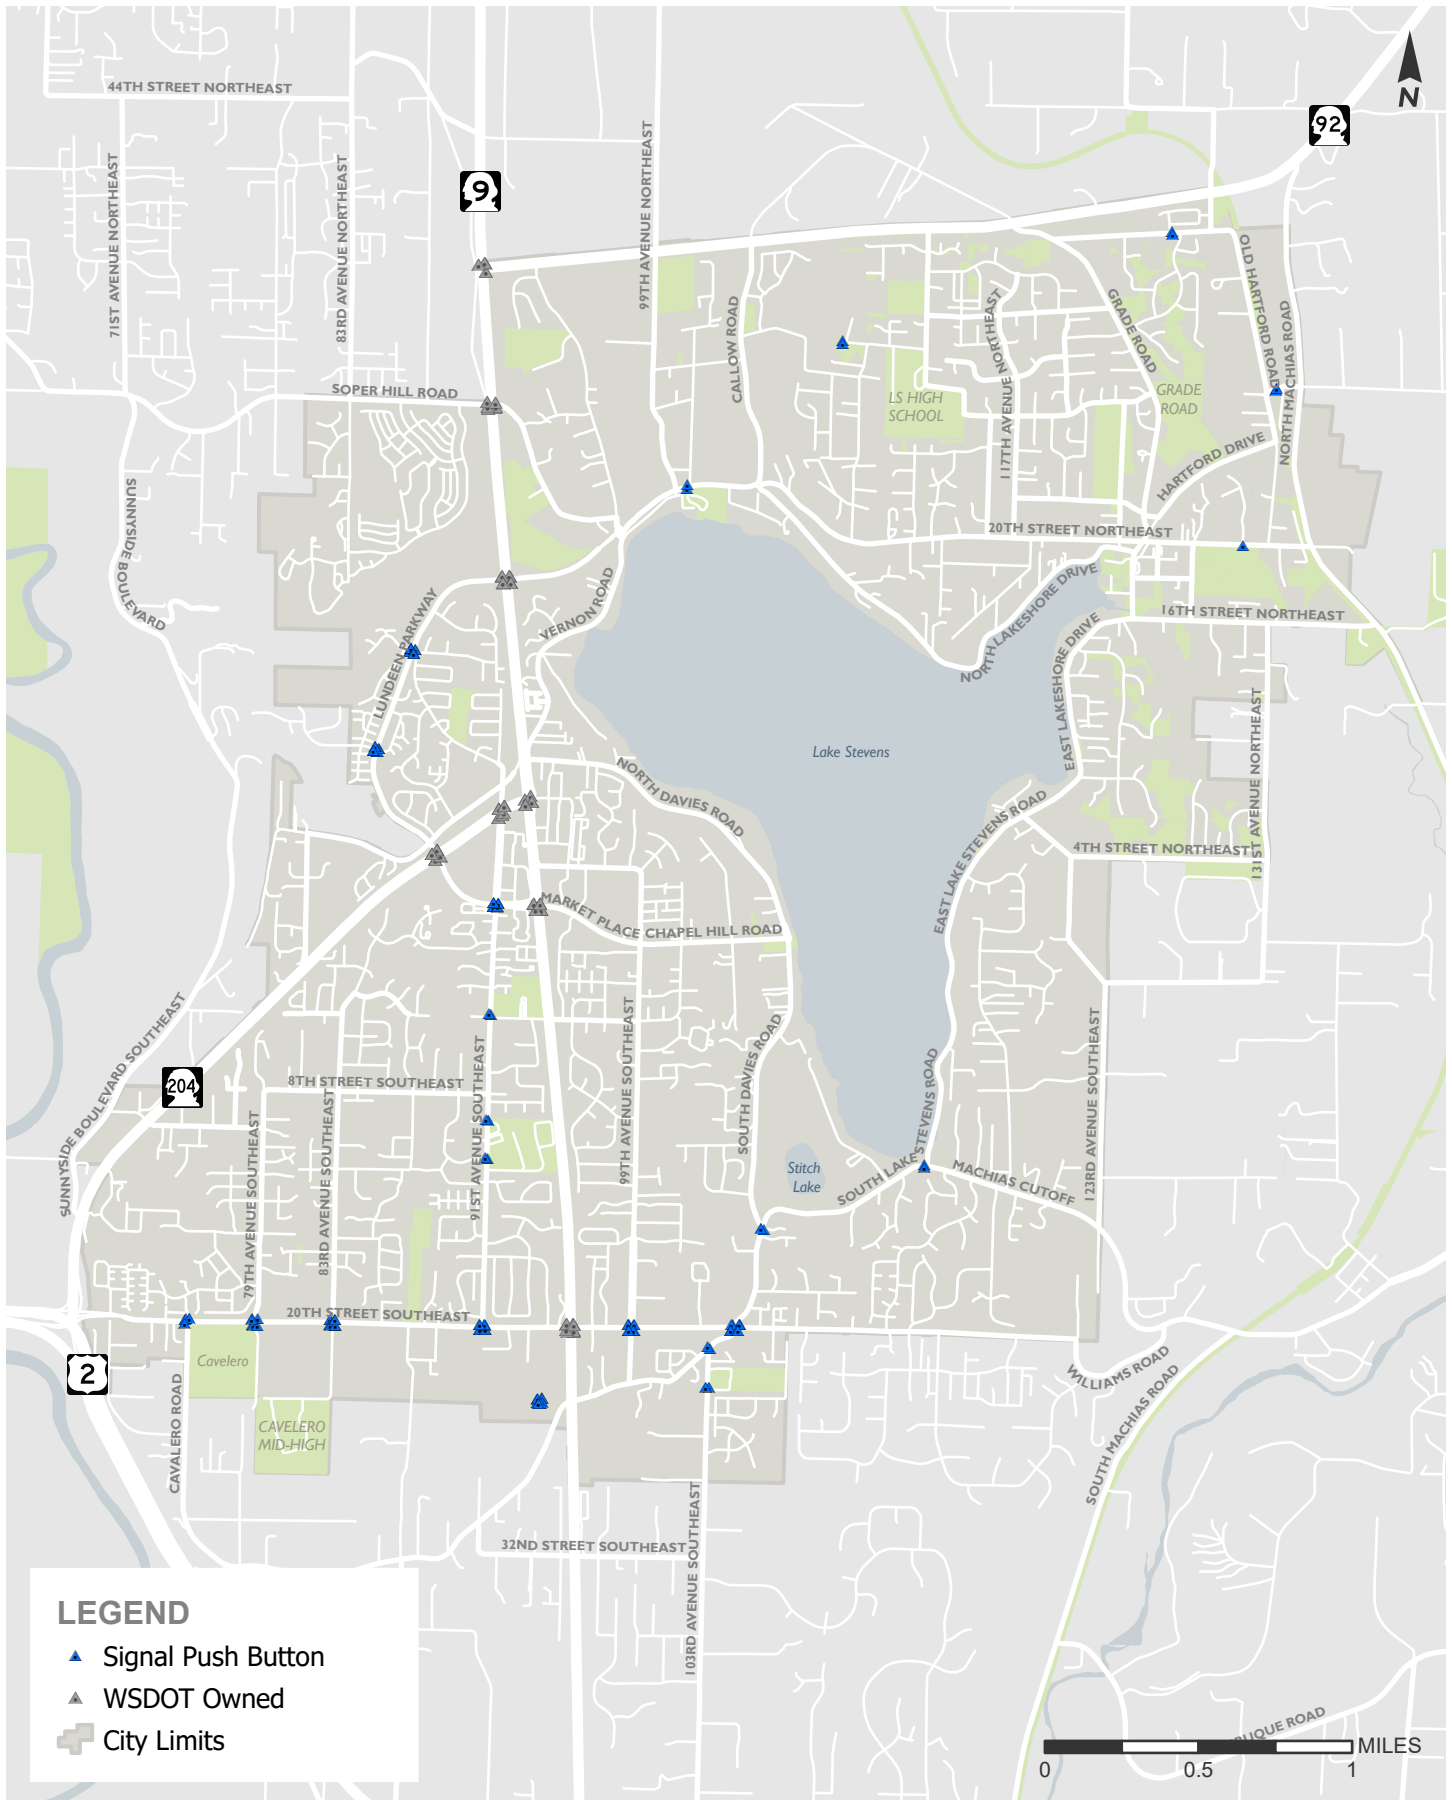 44TH STREET NORTHEAST
N
92
9
71ST AVENUE NORTHEAST
83RD AVENUE NORTHEAST
99TH AVENUE NORTHEAST
CALLOW ROAD
117TH AVENUE NORTHEAST
GRADE ROAD
OLD HARTFORD ROAD
NORTH MACHIAS ROAD
SOPER HILL ROAD
LS HIGH
SCHOOL
GRADE
ROAD
HARTFORD DRIVE
SUNNYSIDE BOULEVARD
20TH STREET NORTHEAST
NORTH LAKESHORE DRIVE
16TH STREET NORTHEAST
VERNON ROAD
LUNDEEN PARKWAY
EAST LAKESHORE DRIVE
131ST AVENUE NORTHEAST
Lake Stevens
NORTH DAVIES ROAD
EAST LAKE STEVENS ROAD
4TH STREET NORTHEAST
MARKET PLACE
CHAPEL HILL ROAD
SUNNYSIDE BOULEVARD SOUTHEAST
204
8TH STREET SOUTHEAST
91ST AVENUE SOUTHEAST
99TH AVENUE SOUTHEAST
SOUTH DAVIES ROAD
123RD AVENUE SOUTHEAST
79TH AVENUE SOUTHEAST
83RD AVENUE SOUTHEAST
Stitch
Lake
SOUTH LAKE STEVENS ROAD
MACHIAS CUTOFF
20TH STREET SOUTHEAST
2
Cavelero
CAVALERO ROAD
CAVELERO
MID-HIGH
WILLIAMS ROAD
SOUTH MACHIAS ROAD
32ND STREET SOUTHEAST
103RD AVENUE SOUTHEAST
LEGEND
Signal Push Button
WSDOT Owned
City Limits
UQUE ROAD
MILES
0
0.5
1